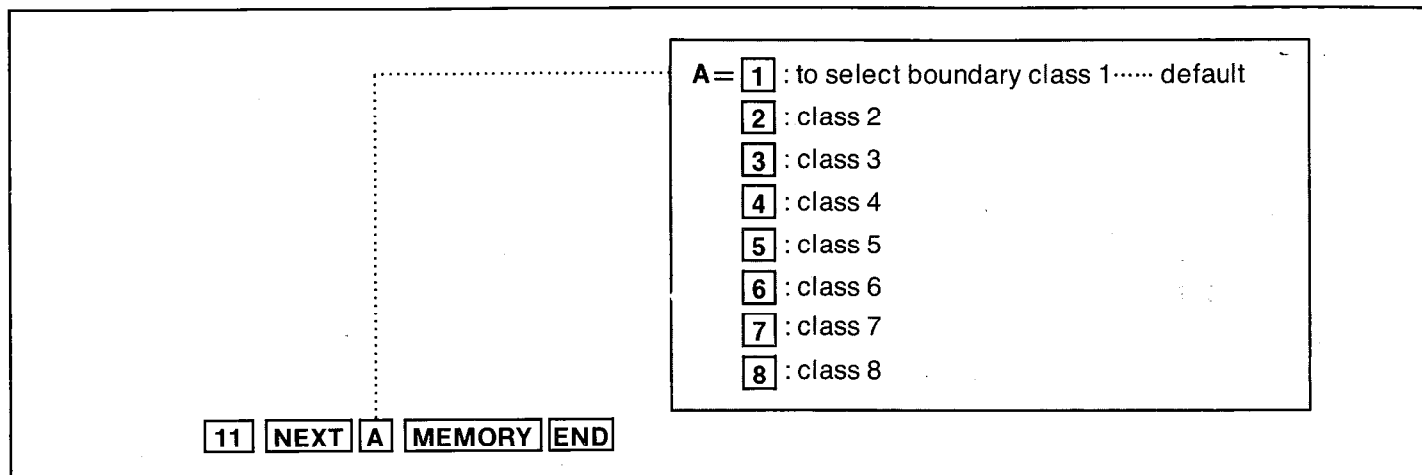 A= 1 : to select boundary class 1...... default
2 : class 2
3 : class 3
4 : class 4
5 : class 5
6 : class 6
7 : class 7
8 : class 8
11 NEXT A MEMORY END